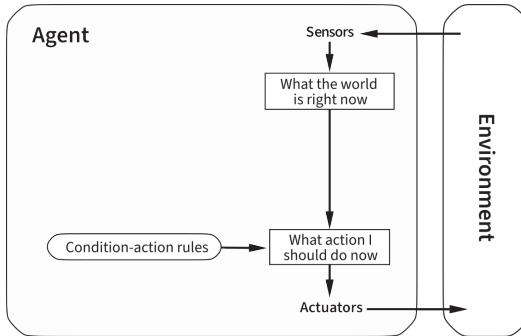 Agent
Sensors
What the world
is right now
Environment
Condition-action rules
What action I
should do now
Actuators